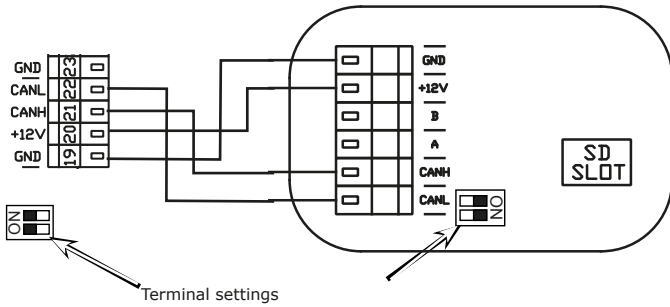 GND 23
CANL 22
CANH 21
+12V 20
GND 19
ON
GND
+12V
B
A
CANH
CANL
SD
SLOT
ON
Terminal settings